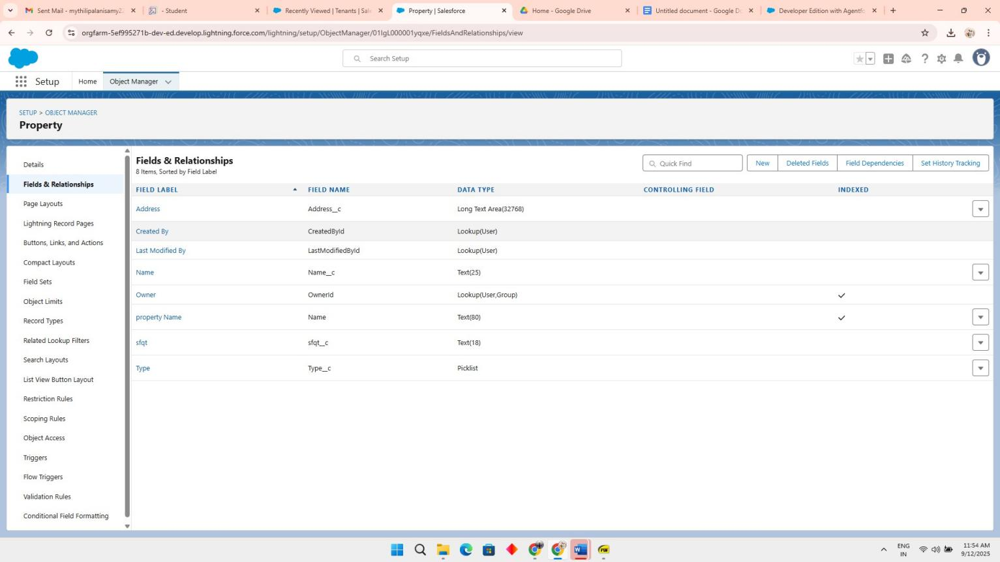 Sent Mail - mythilipalanisamy22
- Student
Recently Viewed | Tenants | Sale
Property | Salesforce
Home - Google Drive
Untitled document - Google Do
Developer Edition with Agentfo
orgfarm-5ef995271b-dev-ed.develop.lightning.force.com/lightning/setup/ObjectManager/01IgL000001yqxe/FieldsAndRelationships/view
Search Setup
Setup
Home
Object Manager
SETUP > OBJECT MANAGER
Property
Details
Fields & Relationships
Page Layouts
Lightning Record Pages
Buttons, Links, and Actions
Compact Layouts
Field Sets
Object Limits
Record Types
Related Lookup Filters
Search Layouts
List View Button Layout
Restriction Rules
Scoping Rules
Object Access
Triggers
Flow Triggers
Validation Rules
Conditional Field Formatting
Fields & Relationships
8 Items, Sorted by Field Label
Quick Find
New
Deleted Fields
Field Dependencies
Set History Tracking
FIELD LABEL FIELD NAME DATA TYPE CONTROLLING FIELD INDEXED
Address Address__c Long Text Area(32768)
Created By CreatedById Lookup(User)
Last Modified By LastModifiedById Lookup(User)
Name Name__c Text(25)
Owner OwnerId Lookup(User,Group)
property Name Name Text(80)
sfqt sfqt__c Text(18)
Type Type__c Picklist
ENG
IN
11:54 AM
9/12/2025